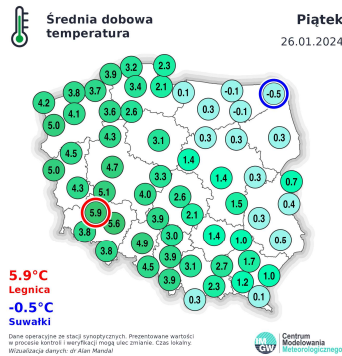 Średnia dobowa
temperatura
Piątek
26.01.2024
3.9 3.2 2.3
3.8 3.7 3.4 2.1 0.1 -0.1 -0.5
4.2 4.1 3.6 2.6 0.3 -0.1
5.0 4.3 3.1 0.3 0.3 0.3
4.5 4.7 1.4
5.0 3.3 1.4 0.3 0.7
4.3 5.1 4.0 2.6 1.5 0.4
5.9 5.6 3.9 2.1 0.3
3.8 4.9 3.0 1.4 1.0 0.6
3.8 4.5 3.9 3.1 2.7 1.7
3.9 2.3 1.2 1.0
0.3 0.1
5.9°C
Legnica
-0.5°C
Suwałki
Dane operacyjne ze stacji synoptycznych. Prezentowane wartości
w procesie kontroli i weryfikacji mogą ulec zmianie. Czas lokalny.
Wizualizacja danych: dr Alan Mandal
IM
GW
Centrum
Modelowania
Meteorologicznego